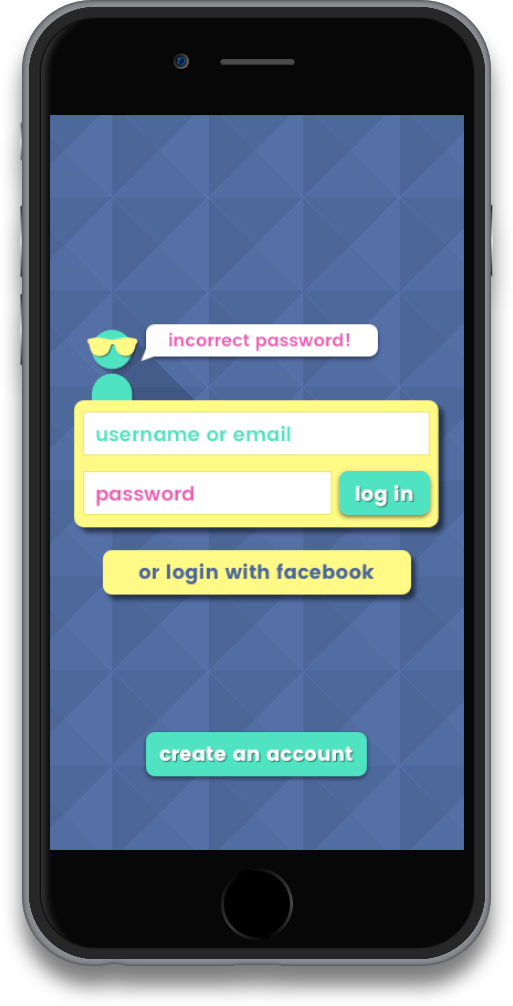 incorrect password!
username or email
password
log in
or login with facebook
create an account